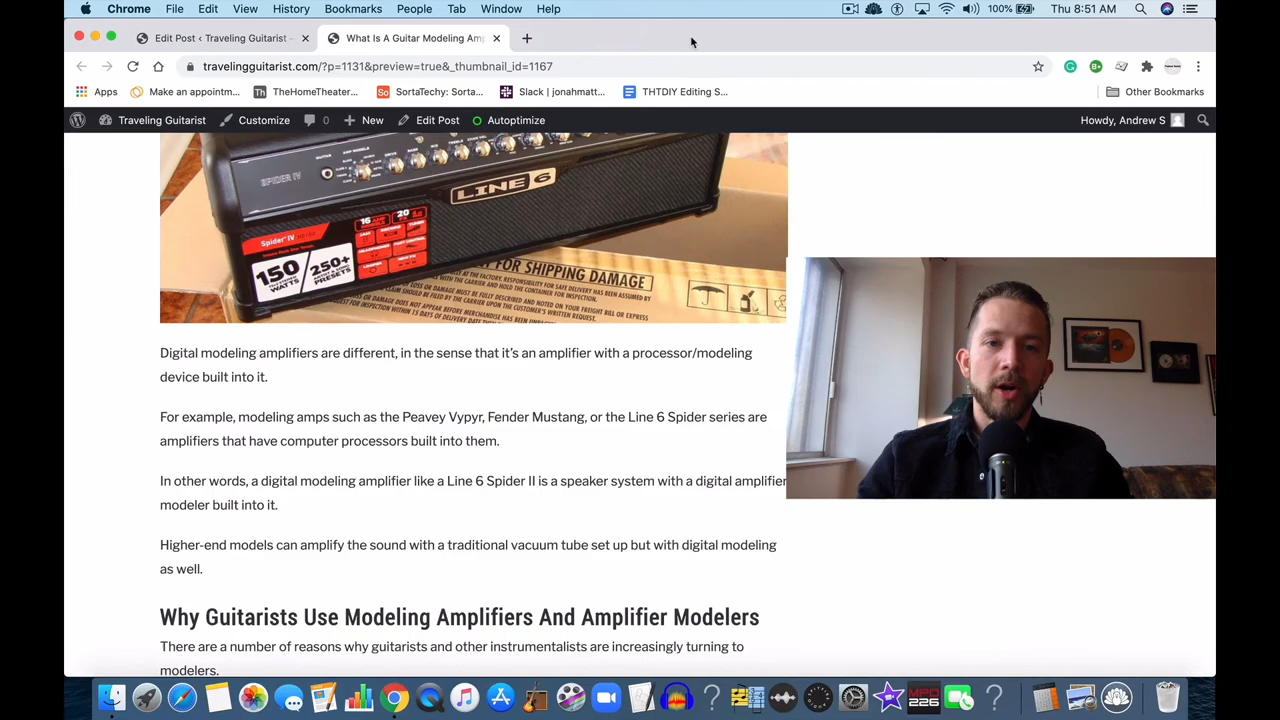 Chrome File Edit View History Bookmarks People Tab Window Help 100% Thu 8:51 AM
Edit Post ‹ Traveling Guitarist What Is A Guitar Modeling Am
travelingguitarist.com/?p=1131&preview=true&_thumbnail_id=1167
Apps Make an appointm... TheHomeTheater... SortaTechy: Sorta... Slack | jonahmatt... THTDIY Editing S... Other Bookmarks
Traveling Guitarist Customize 0 New Edit Post Autoptimize Howdy, Andrew S
GUITAR
SPIDER IV
LINE 6
16 AMP 20
Spider IV
150 WATTS 250+ PRESETS
FOR SHIPPING DAMAGE
Digital modeling amplifiers are different, in the sense that it's an amplifier with a processor/modeling
device built into it.
For example, modeling amps such as the Peavey Vypyr, Fender Mustang, or the Line 6 Spider series are
amplifiers that have computer processors built into them.
In other words, a digital modeling amplifier like a Line 6 Spider II is a speaker system with a digital amplifier
modeler built into it.
Higher-end models can amplify the sound with a traditional vacuum tube set up but with digital modeling
as well.
Why Guitarists Use Modeling Amplifiers And Amplifier Modelers
There are a number of reasons why guitarists and other instrumentalists are increasingly turning to
modelers.